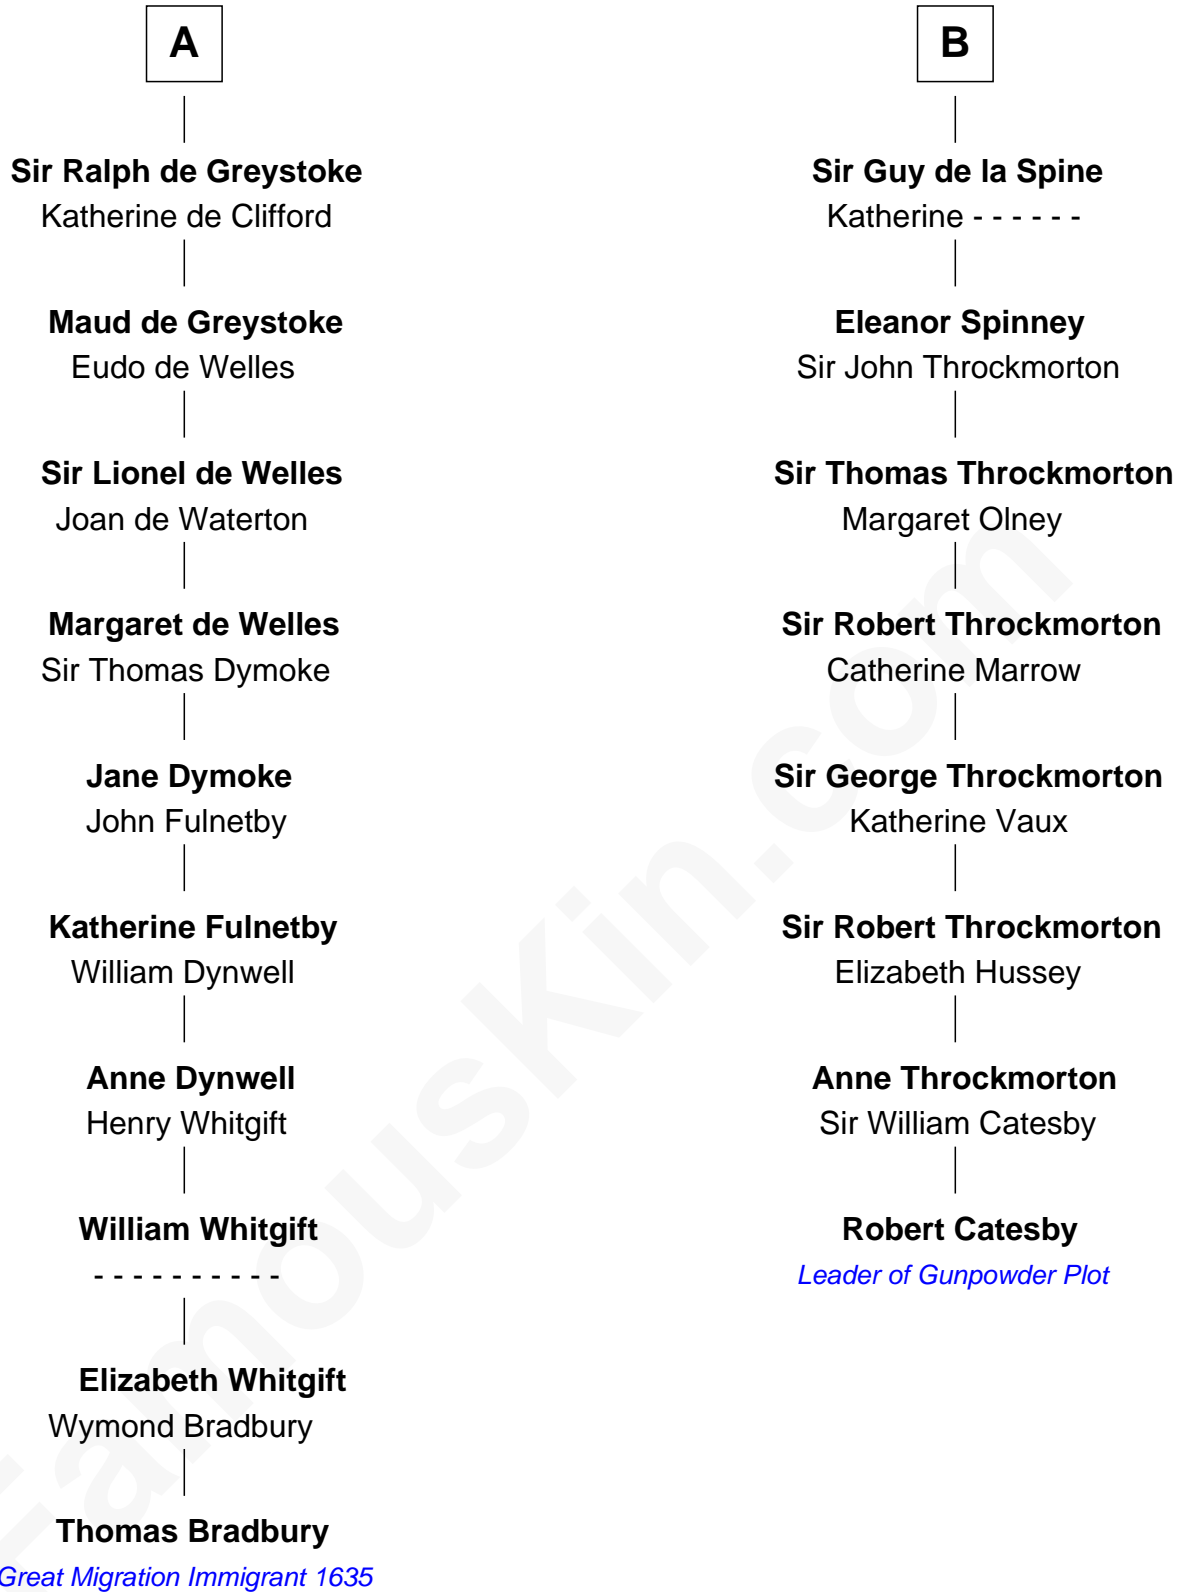 A
Sir Ralph de Greystoke
Katherine de Clifford
Maud de Greystoke
Eudo de Welles
Sir Lionel de Welles
Joan de Waterton
Margaret de Welles
Sir Thomas Dymoke
Jane Dymoke
John Fulnetby
Katherine Fulnetby
William Dynwell
Anne Dynwell
Henry Whitgift
William Whitgift
- - - - - - - - - -
Elizabeth Whitgift
Wymond Bradbury
Thomas Bradbury
Great Migration Immigrant 1635
B
Sir Guy de la Spine
Katherine - - - - - -
Eleanor Spinney
Sir John Throckmorton
Sir Thomas Throckmorton
Margaret Olney
Sir Robert Throckmorton
Catherine Marrow
Sir George Throckmorton
Katherine Vaux
Sir Robert Throckmorton
Elizabeth Hussey
Anne Throckmorton
Sir William Catesby
Robert Catesby
Leader of Gunpowder Plot
FamousKin.com